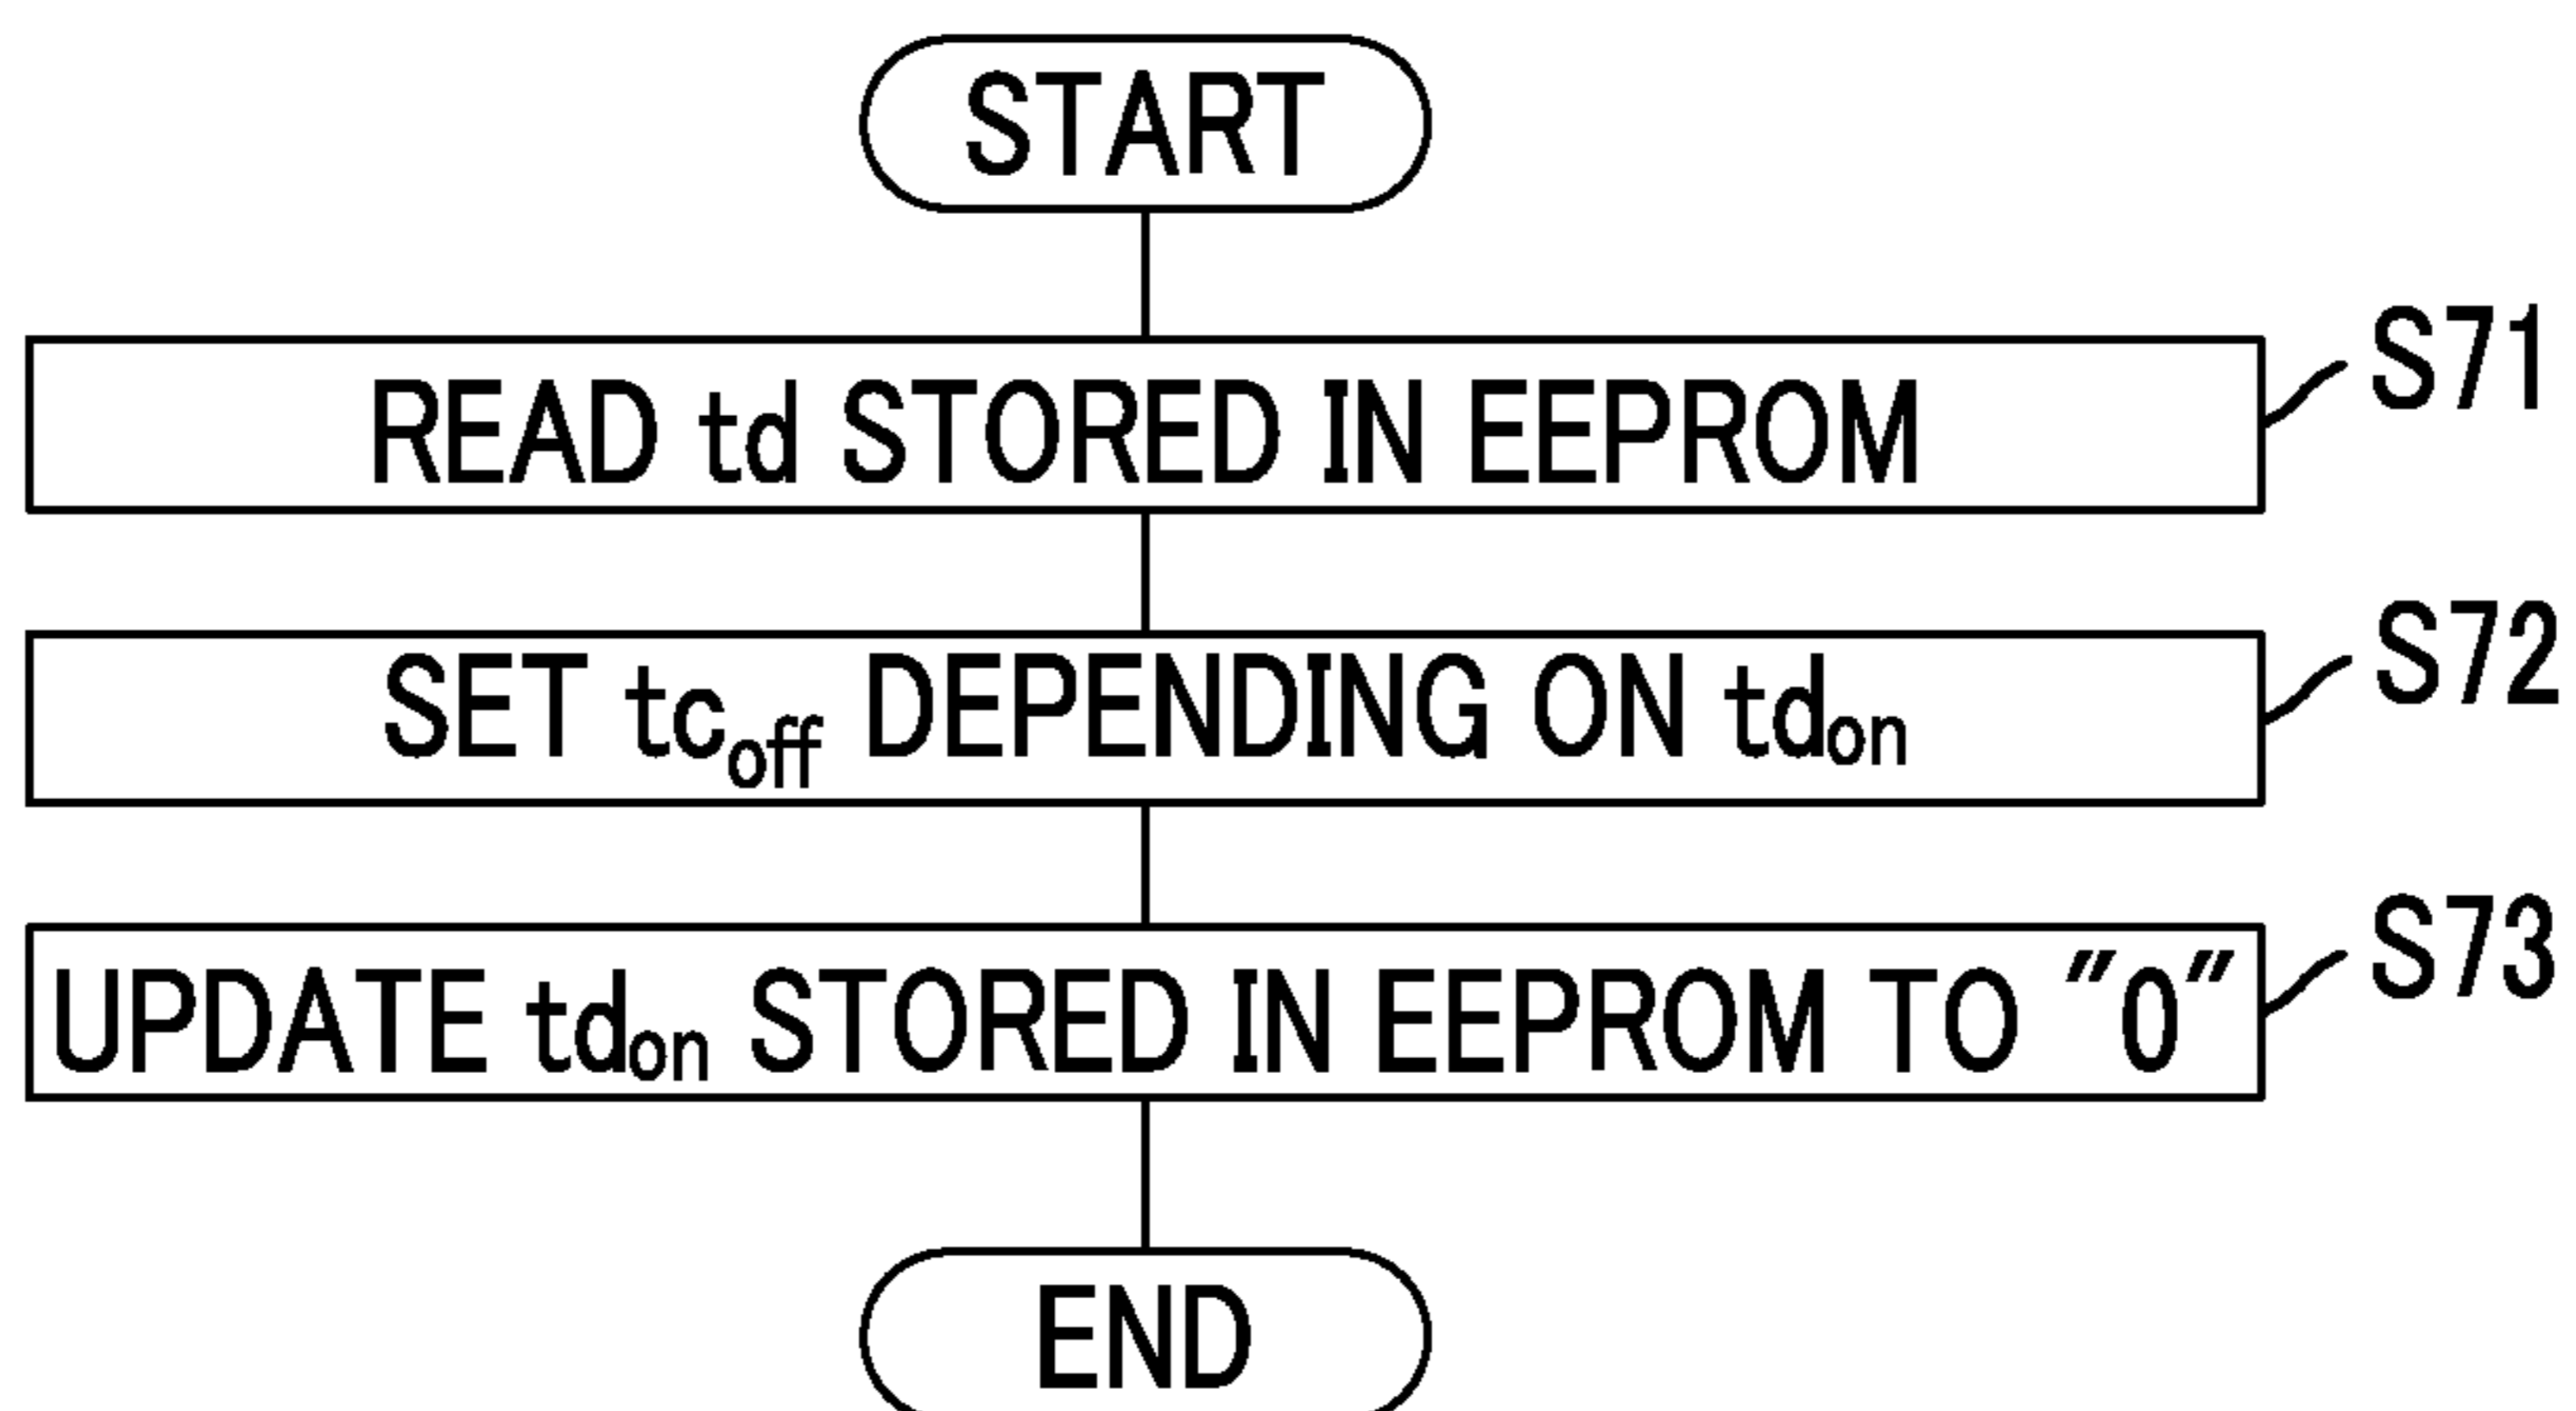 START
READ td STORED IN EEPROM
S71
SET tcoff DEPENDING ON tdon
S72
UPDATE tdon STORED IN EEPROM TO "0"
S73
END